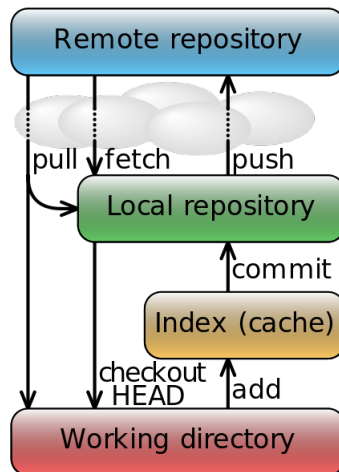 Remote repository
pull fetch push
Local repository
commit
Index (cache)
checkout
HEAD
add
Working directory